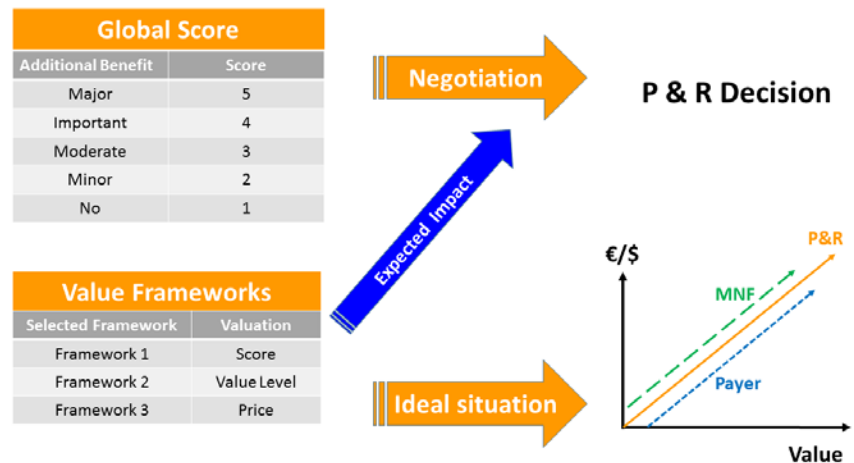 Global Score
Additional Benefit Score
Major 5
Important 4
Moderate 3
Minor 2
No 1
Negotiation
P & R Decision
Expected Impact
Value Frameworks
Selected Framework Valuation
Framework 1 Score
Framework 2 Value Level
Framework 3 Price
Ideal situation
€/$
P&R
MNF
Payer
Value